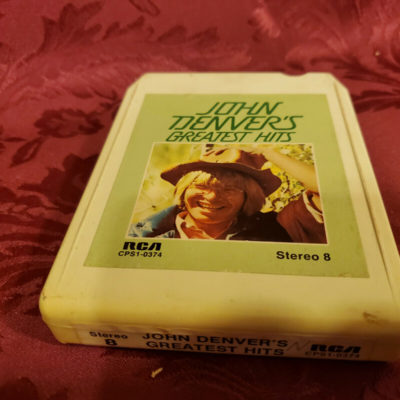 JOHN
DENVER'S
GREATEST HITS
RCA
CPS1-0374
Stereo 8
Stereo
8
JOHN DENVER'S
GREATEST HITS
RCA
CPS1-0374